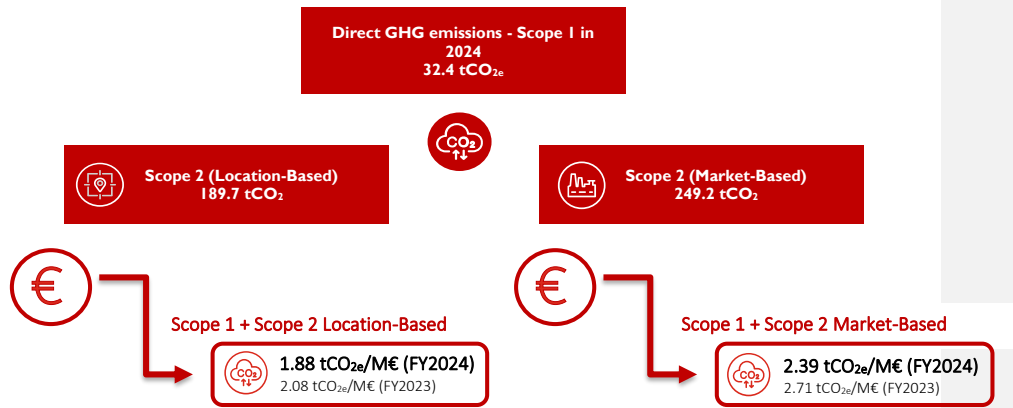 Direct GHG emissions - Scope 1 in
2024
32.4 tCO₂ₑ
CO₂
Scope 2 (Location-Based)
189.7 tCO₂
Scope 2 (Market-Based)
249.2 tCO₂
€
€
Scope 1 + Scope 2 Location-Based
Scope 1 + Scope 2 Market-Based
CO₂
1.88 tCO₂ₑ/M€ (FY2024)
2.08 tCO₂ₑ/M€ (FY2023)
CO₂
2.39 tCO₂ₑ/M€ (FY2024)
2.71 tCO₂ₑ/M€ (FY2023)